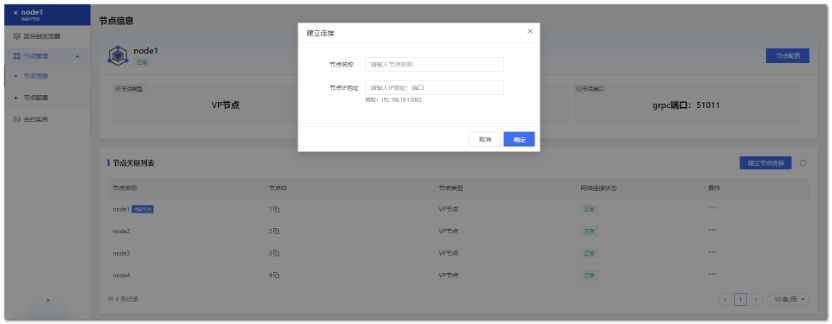 node1
当前VP节点
节点信息
区块链浏览器
节点管理
节点信息
节点配置
合约实例
node1
正常
节点配置
节点类型
VP节点
节点端口
grpc端口：51011
建立连接
节点名称
请输入节点名称
节点IP地址
请输入IP地址：端口
例如：192.168.19.1:5002
取消
确定
节点关联列表
建立节点连接
节点名称 节点ID 节点类型 网络连接状态 操作
node1 当前节点 1 VP节点 正常 ...
node2 2 VP节点 正常 ...
node3 3 VP节点 正常 ...
node4 4 VP节点 正常 ...
共 4 条记录
< 1 > 10 条/页